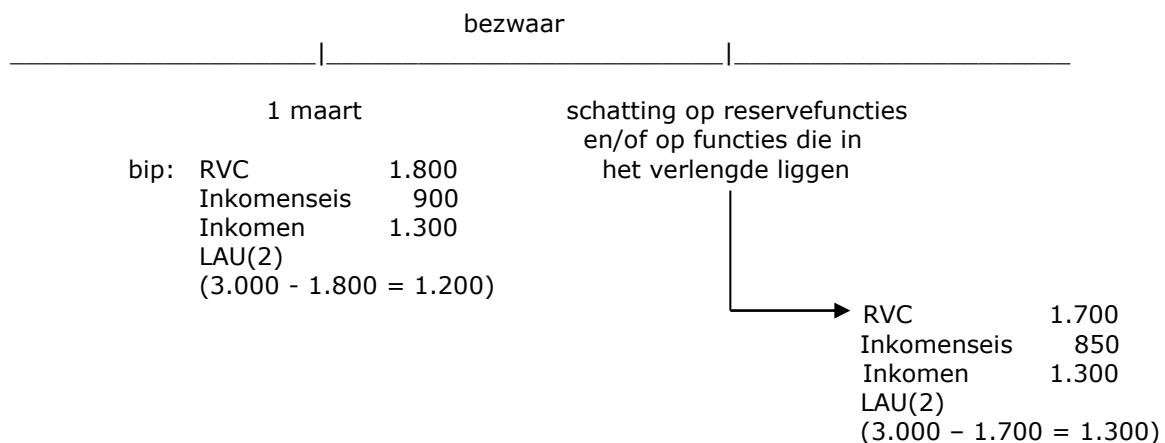 bezwaar
1 maart
bip: RVC 1.800
Inkomenseis 900
Inkomen 1.300
LAU(2)
(3.000 - 1.800 = 1.200)
schatting op reservefuncties
en/of op functies die in
het verlengde liggen
RVC 1.700
Inkomenseis 850
Inkomen 1.300
LAU(2)
(3.000 – 1.700 = 1.300)